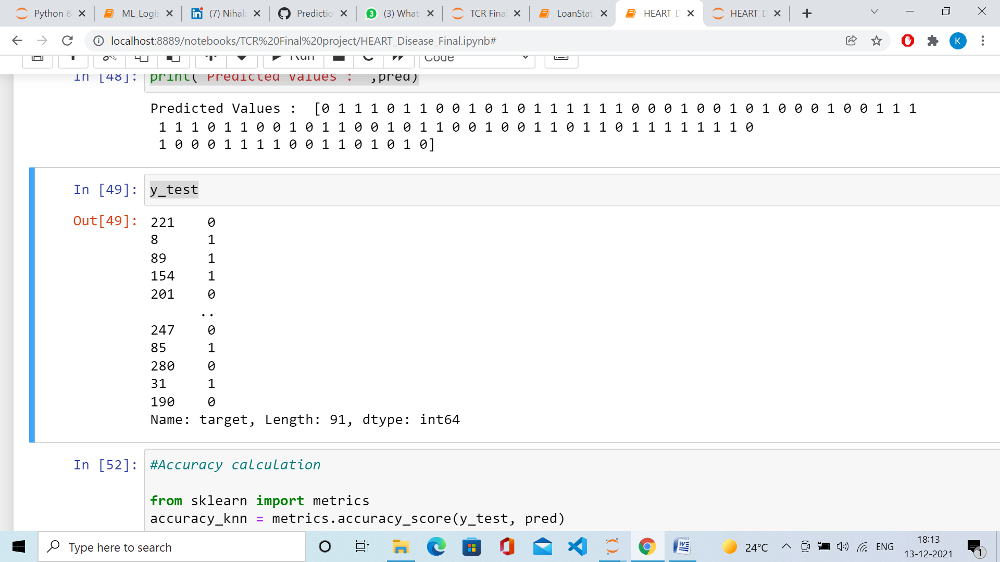 Python &
ML_Logis
(7) Nihala
Predictio
(3) What
TCR Final
LoanStat
HEART_D
HEART_D
localhost:8889/notebooks/TCR%20Final%20project/HEART_Disease_Final.ipynb#
K
Run
Code
In [48]: print( Predicted Values : ,pred)
Predicted Values :  [0 1 1 1 0 1 1 0 0 1 0 1 0 1 1 1 1 1 1 0 0 0 1 0 0 1 0 1 0 0 0 1 0 0 1 1 1
1 1 1 0 1 1 0 0 1 0 1 1 0 0 1 0 1 1 0 0 1 0 0 1 1 0 1 1 0 1 1 1 1 1 1 1 0
1 0 0 0 1 1 1 1 0 0 1 1 0 1 0 1 0]
In [49]: y_test
Out[49]: 221    0
8      1
89     1
154    1
201    0
..
247    0
85     1
280    0
31     1
190    0
Name: target, Length: 91, dtype: int64
In [52]: #Accuracy calculation
from sklearn import metrics
accuracy_knn = metrics.accuracy_score(y_test, pred)
Type here to search
24°C
ENG
18:13
13-12-2021
1